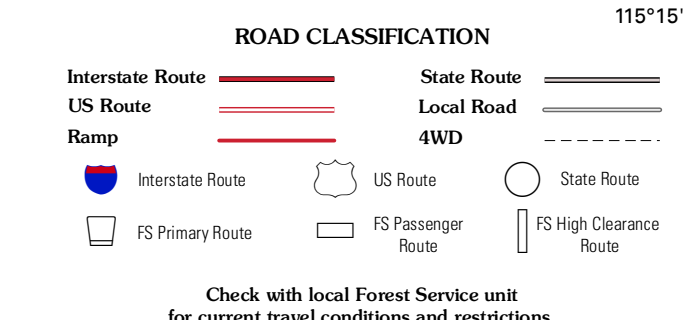 115°15'
ROAD CLASSIFICATION
Interstate Route
State Route
US Route
Local Road
Ramp
4WD
Interstate Route
US Route
State Route
FS Primary Route
FS Passenger
Route
FS High Clearance
Route
Check with local Forest Service unit
for current travel conditions and restrictions